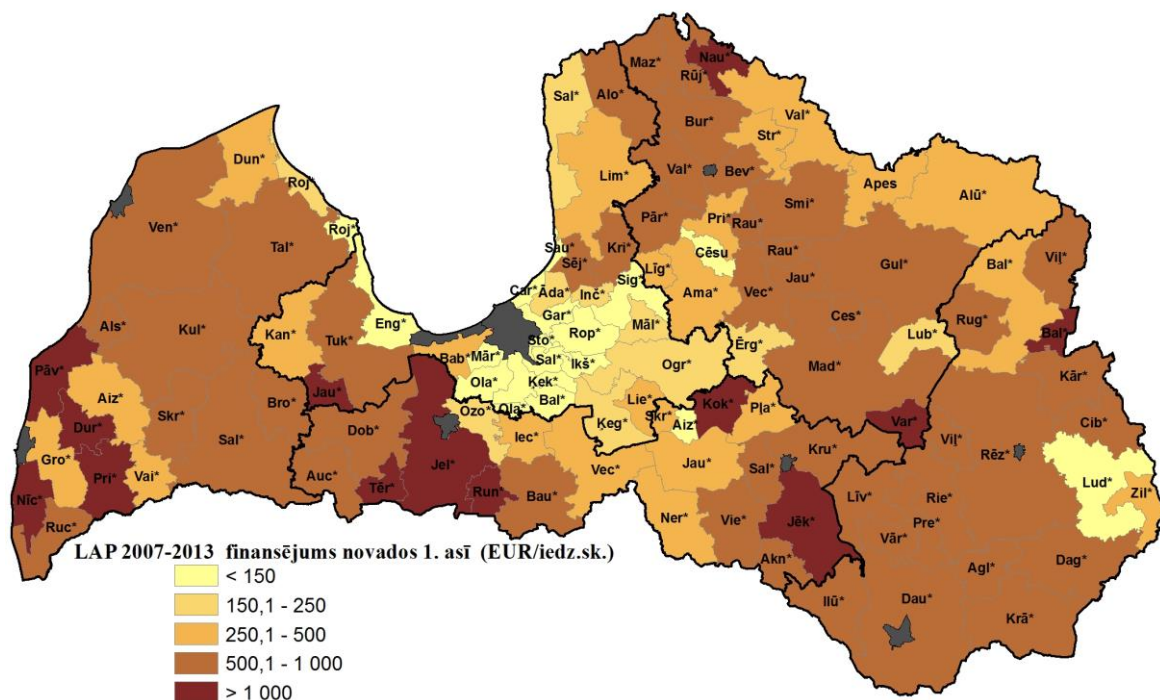 Maz*
Nau*
Rūj*
Sal*
Alo*
Val*
Bur*
Str*
Dun*
Lim*
Val*
Bev*
Apes
Alū*
Roj*
Smi*
Ven*
Pār*
Pri*
Rau*
Roj*
Tal*
Sau*
Kri*
Cēsu
Rau*
Gul*
Bal*
Viļ*
Sēj*
Līg*
Jau*
Car*
Āda*
Inč*
Sig*
Ama*
Vec*
Als*
Kul*
Kan*
Tuk*
Eng*
Gar*
Rop*
Māl*
Ces*
Rug*
Bal*
Sto*
Lub*
Ērg*
Bab*
Mār*
Sal*
Ikš*
Ogr*
Mad*
Pāv*
Kār*
Aiz*
Jau*
Ola*
Ķek*
Bro*
Bal*
Lie*
Kok*
Pļa*
Skr*
Ola*
Ozo*
Ķeg*
Skr*
Aiz*
Var*
Cib*
Dur*
Dob*
Iec*
Kru*
Viļ*
Rēz*
Gro*
Sal*
Jel*
Vec*
Jau*
Sal*
Lud*
Zil*
Pri*
Vai*
Auc*
Tēr*
Run*
Bau*
Līv*
Rie*
Nīc*
Ner*
Vie*
Jēk*
Pre*
Ruc*
Vār*
Akn*
Agl*
Dag*
Ilū*
Dau*
Krā*
LAP 2007-2013 finansējums novados 1. asī (EUR/iedz.sk.)
< 150
150,1 - 250
250,1 - 500
500,1 - 1 000
> 1 000